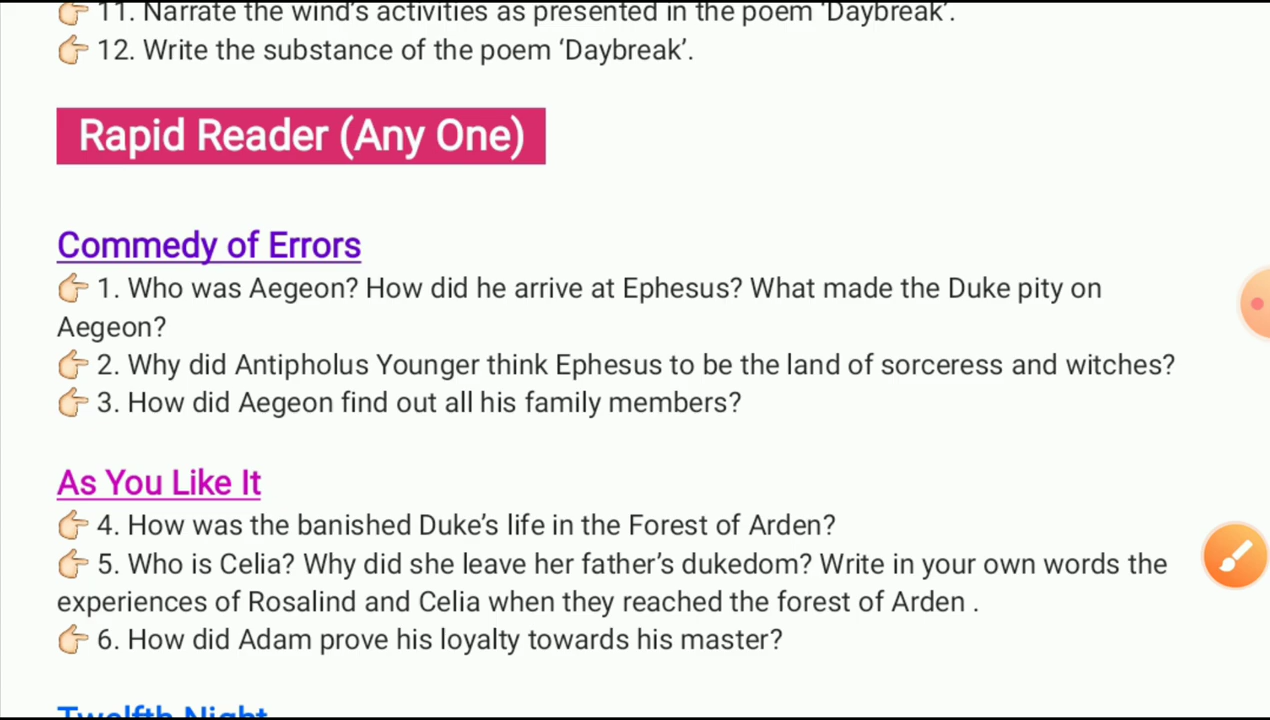 👉🏻 11. Narrate the wind's activities as presented in the poem 'Daybreak'.
👉🏻 12. Write the substance of the poem ‘Daybreak’.
Rapid Reader (Any One)
Commedy of Errors
👉🏻 1. Who was Aegeon? How did he arrive at Ephesus? What made the Duke pity on
Aegeon?
👉🏻 2. Why did Antipholus Younger think Ephesus to be the land of sorceress and witches?
👉🏻 3. How did Aegeon find out all his family members?
As You Like It
👉🏻 4. How was the banished Duke’s life in the Forest of Arden?
👉🏻 5. Who is Celia? Why did she leave her father’s dukedom? Write in your own words the
experiences of Rosalind and Celia when they reached the forest of Arden .
👉🏻 6. How did Adam prove his loyalty towards his master?
Twelfth Night